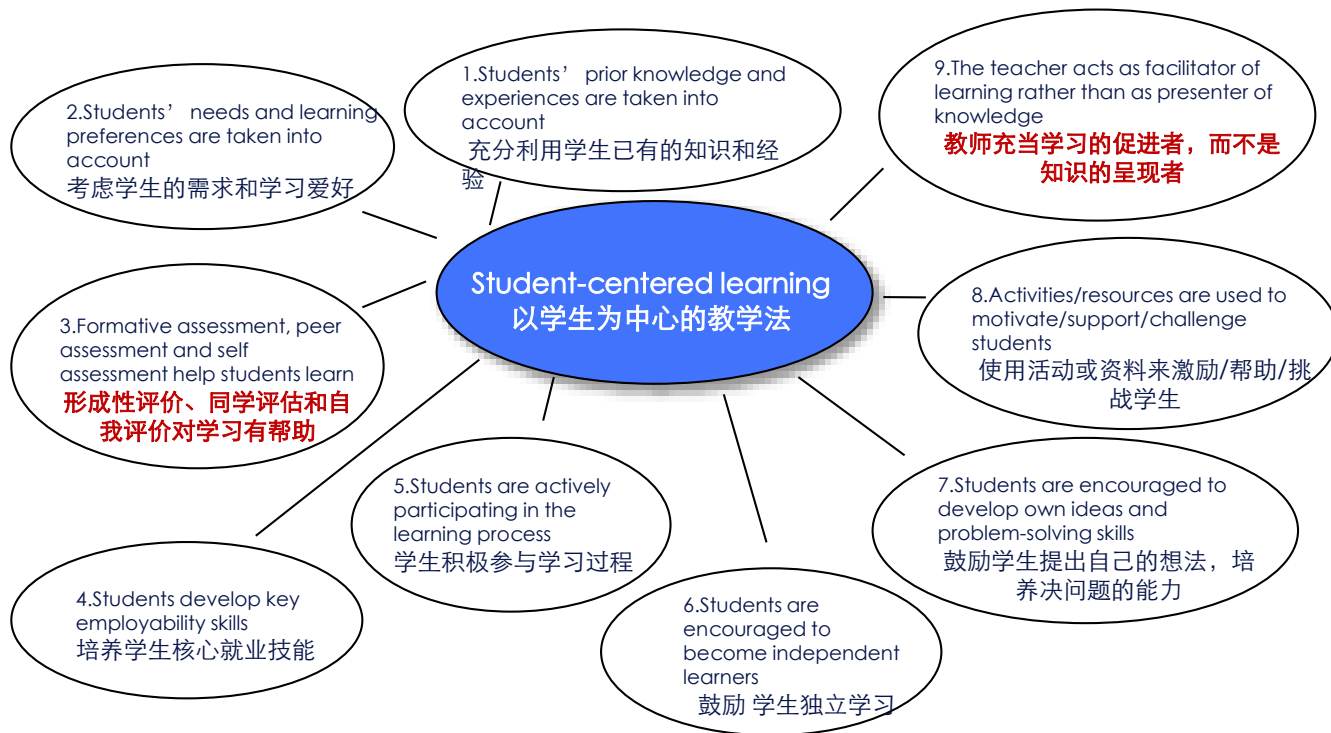 1.Students’ prior knowledge and
experiences are taken into
account
充分利用学生已有的知识和经
验
2.Students’ needs and learning
preferences are taken into
account
考虑学生的需求和学习爱好
9.The teacher acts as facilitator of
learning rather than as presenter of
knowledge
教师充当学习的促进者，而不是
知识的呈现者
Student-centered learning
以学生为中心的教学法
3.Formative assessment, peer
assessment and self
assessment help students learn
形成性评价、同学评估和自
我评价对学习有帮助
8.Activities/resources are used to
motivate/support/challenge
students
使用活动或资料来激励/帮助/挑
战学生
5.Students are actively
participating in the
learning process
学生积极参与学习过程
7.Students are encouraged to
develop own ideas and
problem-solving skills
鼓励学生提出自己的想法，培
养决问题的能力
4.Students develop key
employability skills
培养学生核心就业技能
6.Students are
encouraged to
become independent
learners
鼓励 学生独立学习